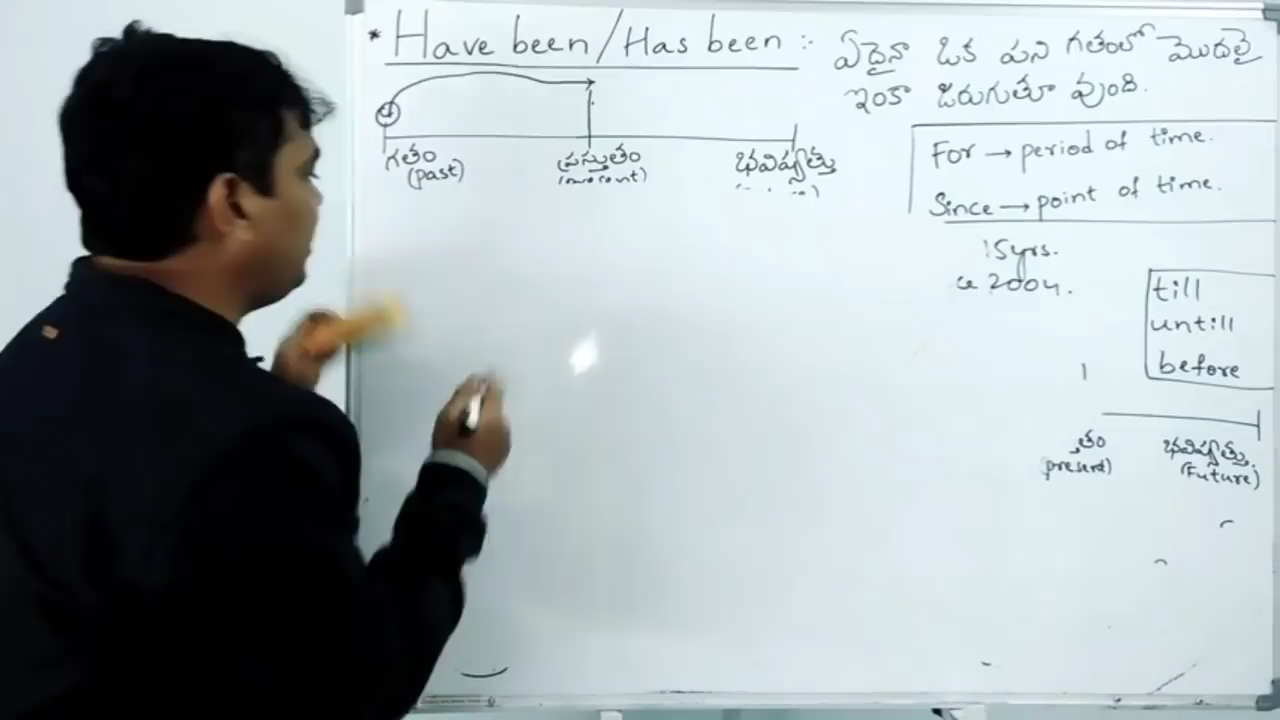 * Have been / Has been :- ఏదైనా ఒక పని గతంలో మొదలై
ఇంకా జరుగుతూ వుంది.
గతం ప్రస్తుతం భవిష్యత్తు
(past)
For → period of time.
Since → point of time.
15yrs.
ce 2004.
till
untill
before
తం భవిష్యత్తు
present) (Future)